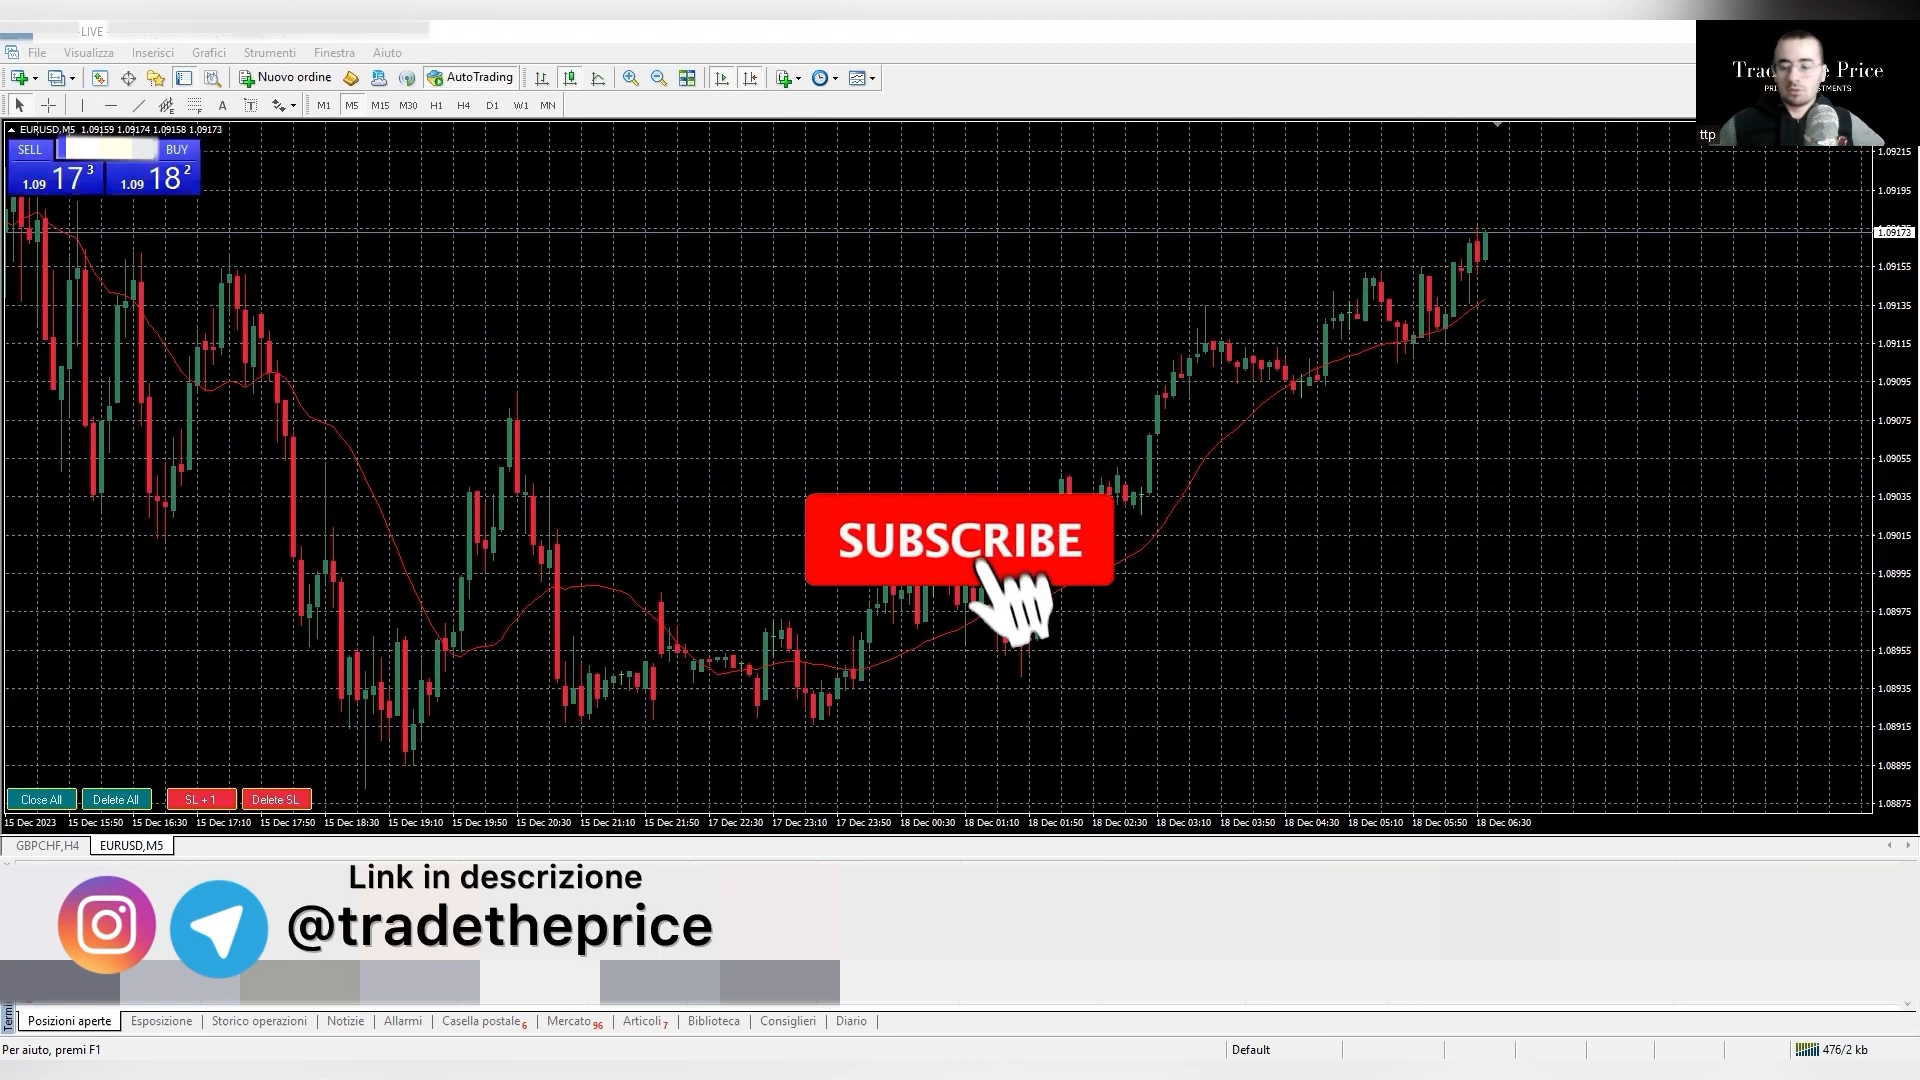 LIVE
File Visualizza Inserisci Grafici Strumenti Finestra Aiuto
Nuovo ordine AutoTrading
A T M1 M5 M15 M30 H1 H4 D1 W1 MN
PRI STMENTS
ttp
EURUSD,M5 1.09159 1.09174 1.09158 1.09173
SELL BUY
1.09 17 3 1.09 18 2
1.09215
1.09195
1.09173
1.09155
1.09135
1.09115
1.09095
1.09075
1.09055
1.09035
1.09015
1.08995
1.08975
1.08955
1.08935
1.08915
1.08895
1.08875
SUBSCRIBE
Close All Delete All SL + 1 Delete SL
15 Dec 2023 15 Dec 15:50 15 Dec 16:30 15 Dec 17:10 15 Dec 17:50 15 Dec 18:30 15 Dec 19:10 15 Dec 19:50 15 Dec 20:30 15 Dec 21:10 15 Dec 21:50 17 Dec 22:30 17 Dec 23:10 17 Dec 23:50 18 Dec 00:30 18 Dec 01:10 18 Dec 01:50 18 Dec 02:30 18 Dec 03:10 18 Dec 03:50 18 Dec 04:30 18 Dec 05:10 18 Dec 05:50 18 Dec 06:30
GBPCHF,H4 EURUSD,M5
Link in descrizione
@tradetheprice
Posizioni aperte Esposizione Storico operazioni Notizie Allarmi Casella postale 6 Mercato 96 Articoli 7 Biblioteca Consiglieri Diario
Per aiuto, premi F1 Default 476/2 kb